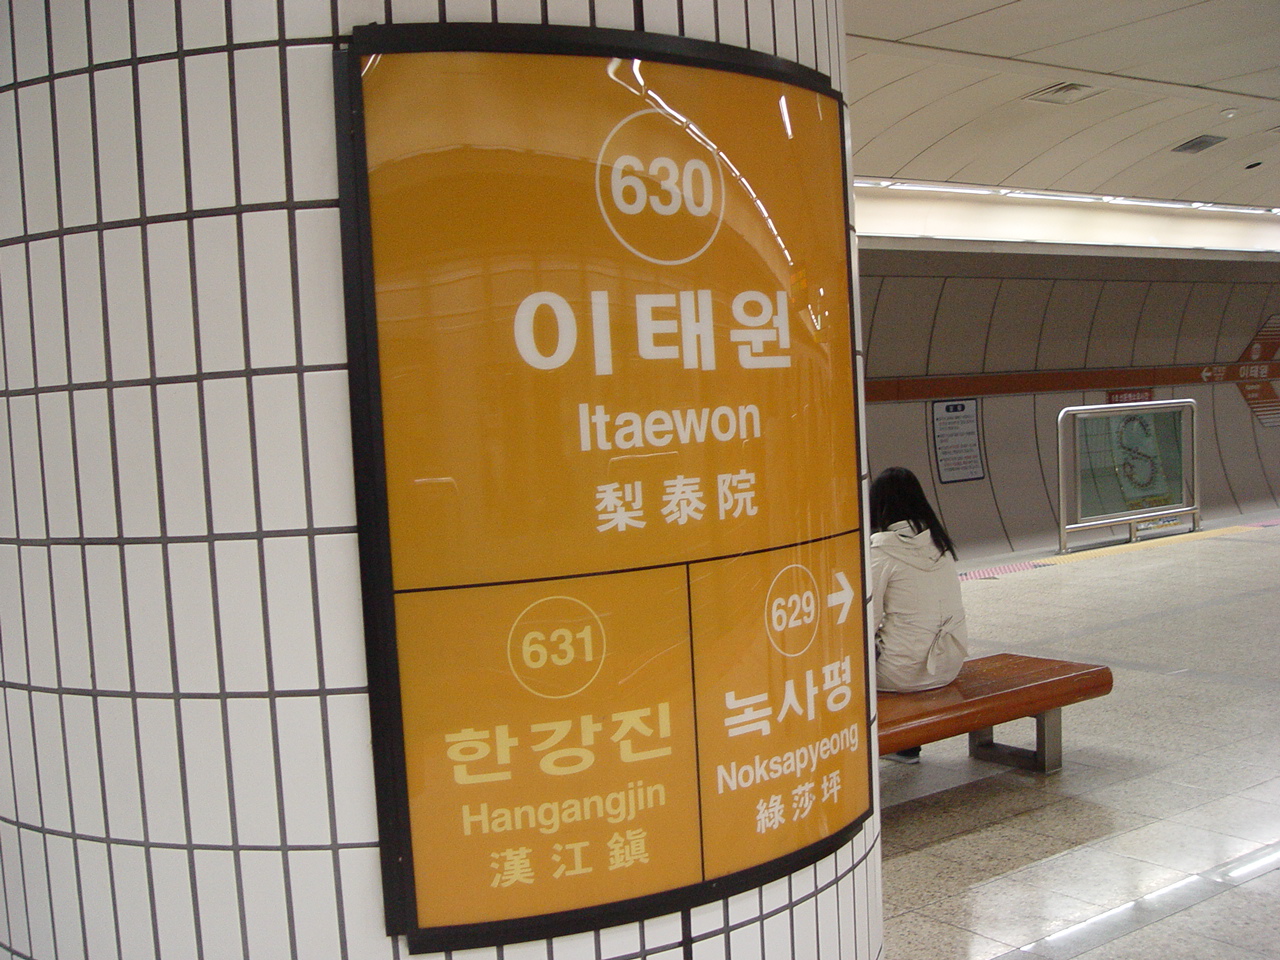 630
이태원
Itaewon
梨泰院
631
한강진
Hangangjin
漢江鎭
629 →
녹사평
Noksapyeong
綠莎坪
← 이태원